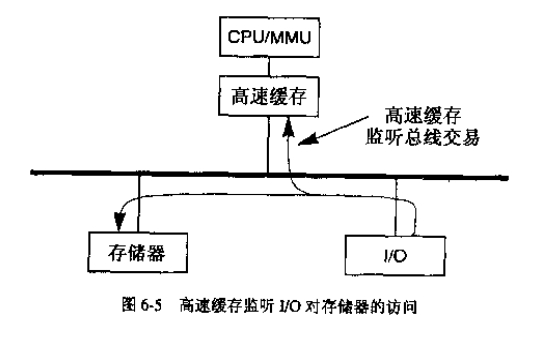 CPU/MMU
高速缓存
高速缓存
监听总线交易
存储器
I/O
图 6-5 高速缓存监听 I/O 对存储器的访问